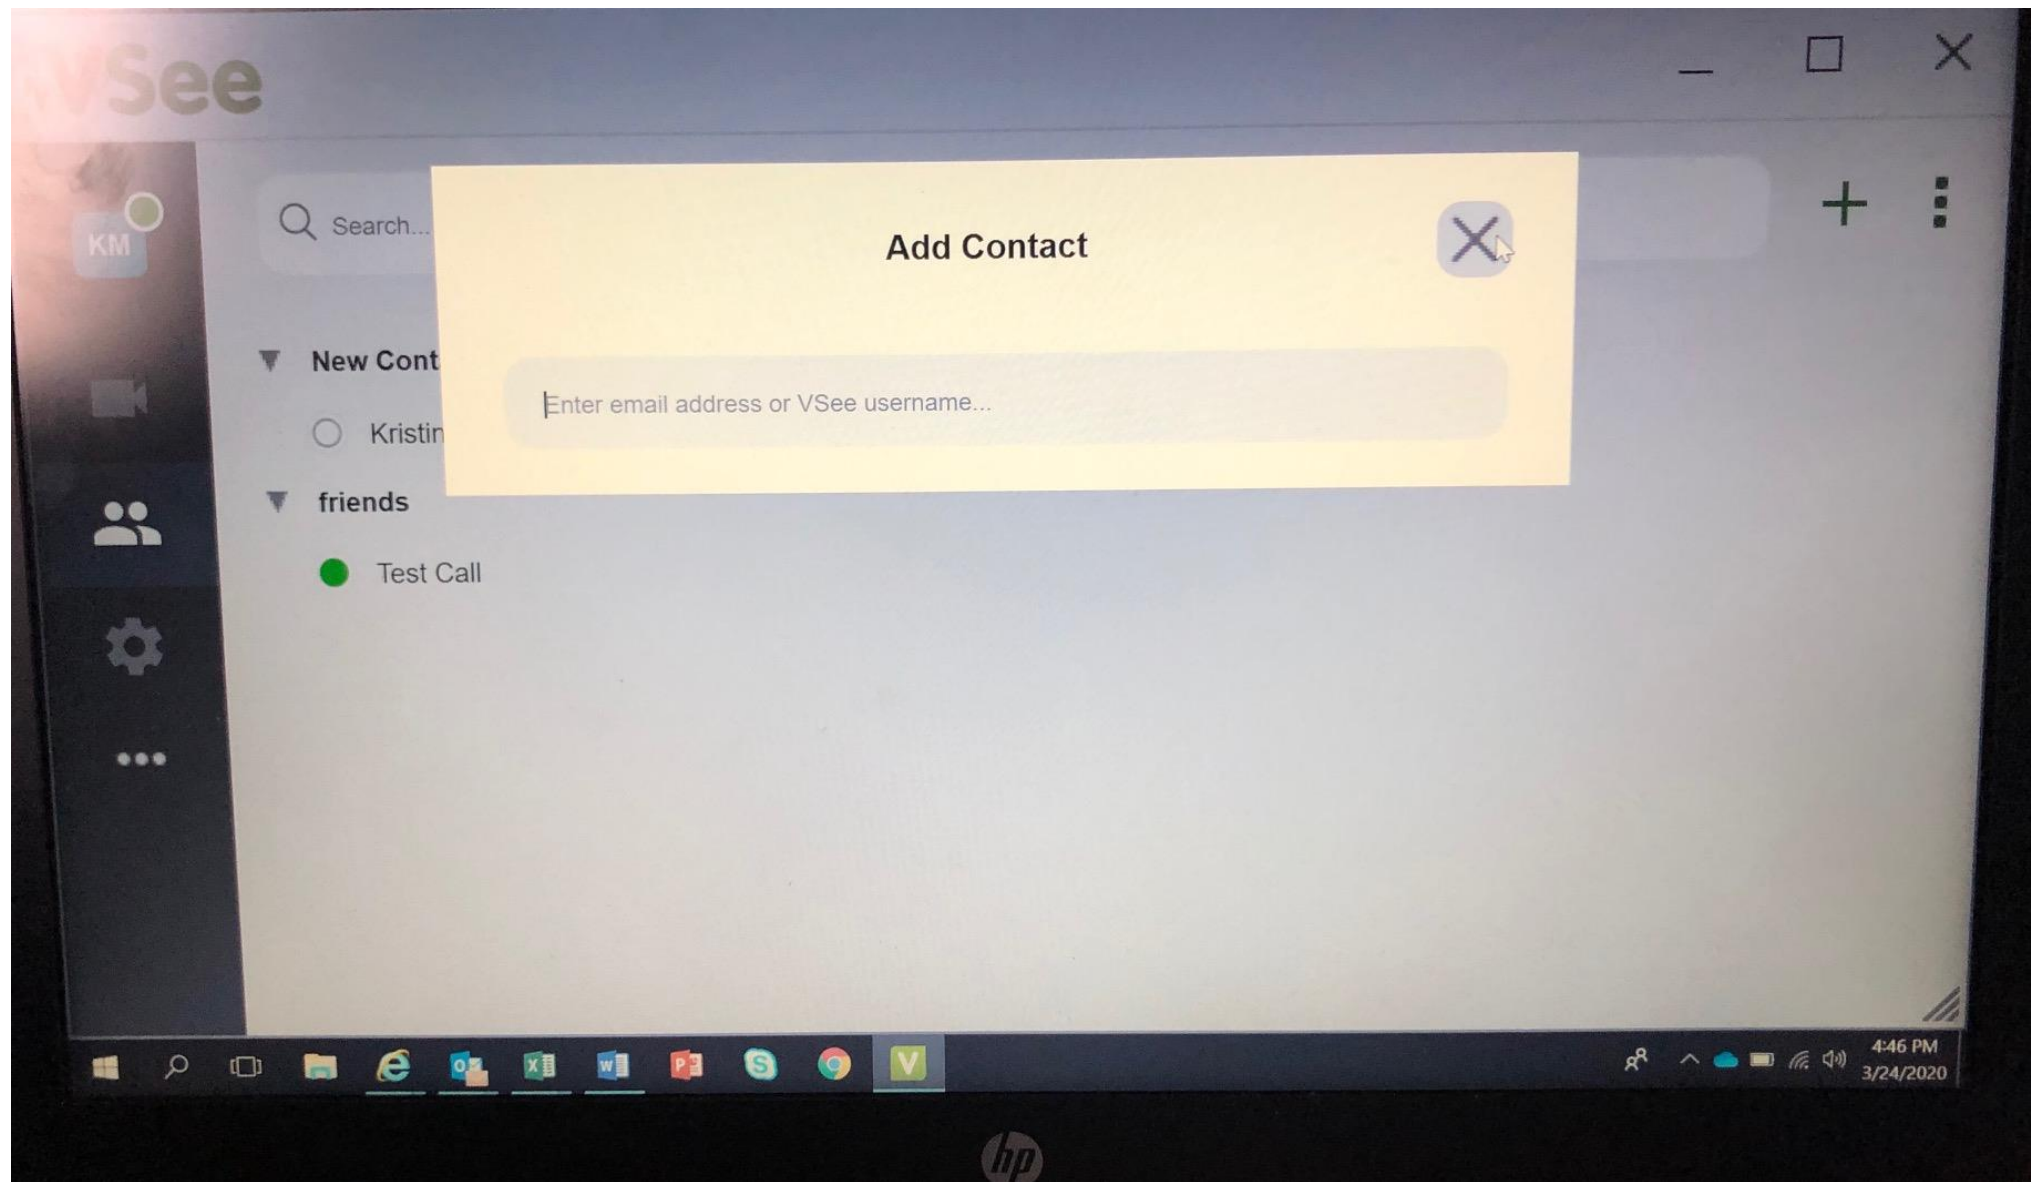 VSee
KM
Search...
Add Contact
New Cont
Enter email address or VSee username...
Kristin
friends
Test Call
4:46 PM
3/24/2020
hp